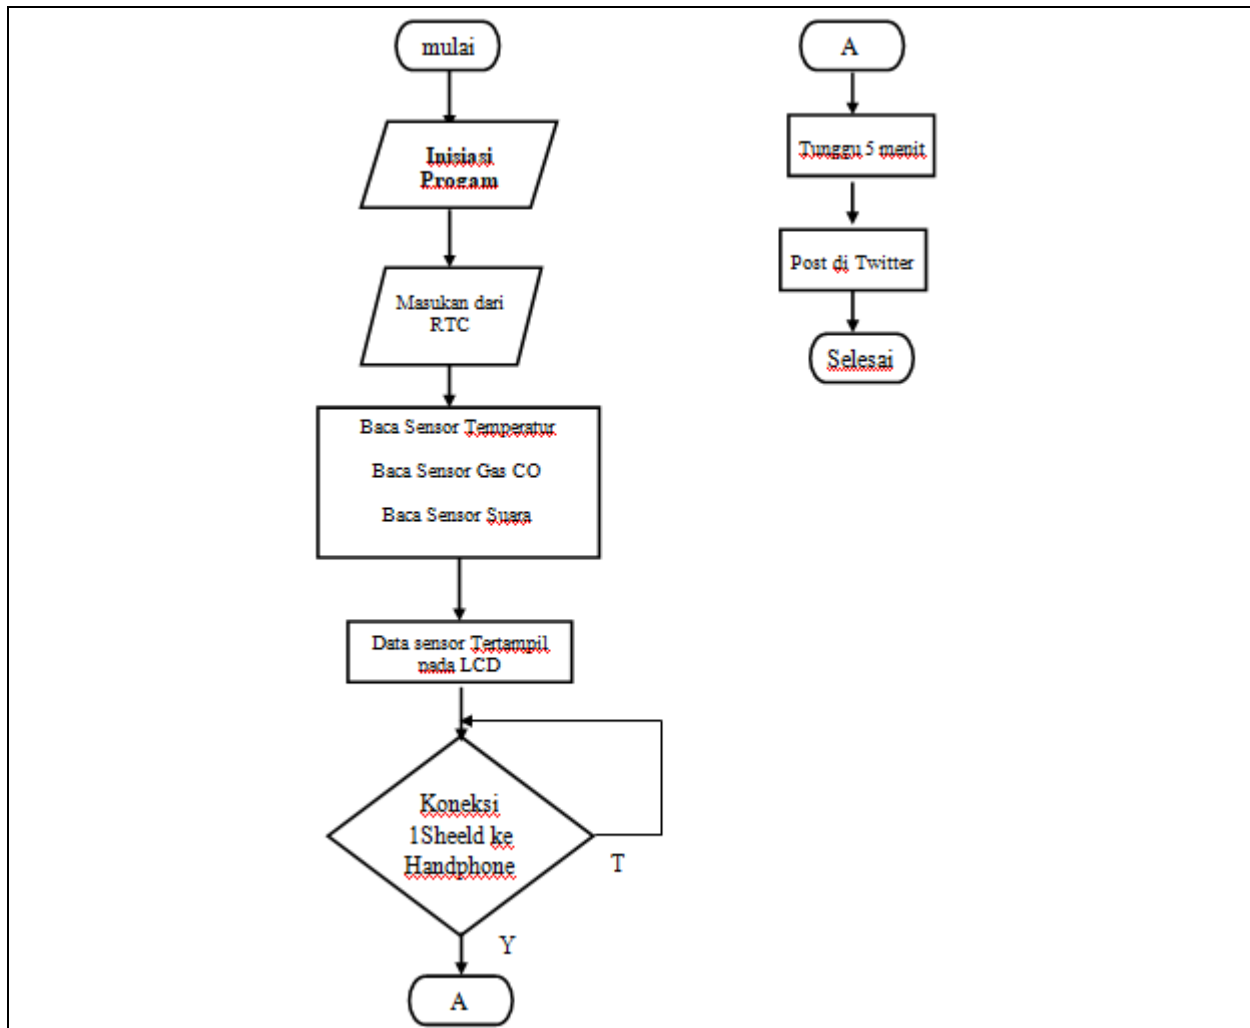 mulai
Inisiasi
Progam
Masukan dari
RTC
Baca Sensor Temperatur
Baca Sensor Gas CO
Baca Sensor Suara
Data sensor Tertampil
pada LCD
Koneksi
1Sheeld ke
Handphone
T
Y
A
A
Tunggu 5 menit
Post di Twitter
Selesai